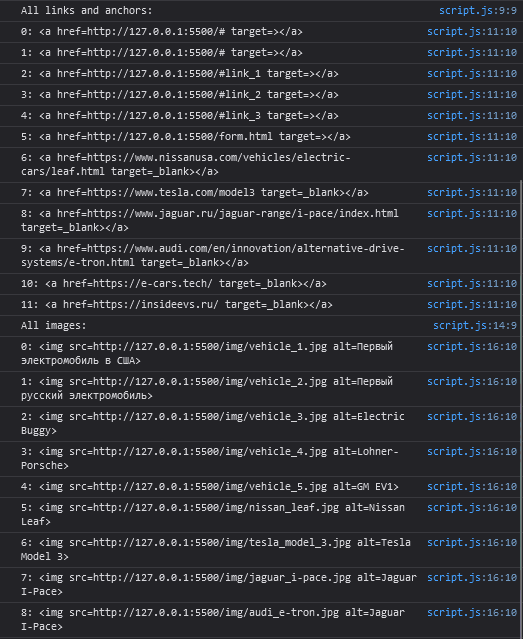 All links and anchors: script.js:9:9
0: <a href=http://127.0.0.1:5500/# target=></a> script.js:11:10
1: <a href=http://127.0.0.1:5500/# target=></a> script.js:11:10
2: <a href=http://127.0.0.1:5500/#link_1 target=></a> script.js:11:10
3: <a href=http://127.0.0.1:5500/#link_2 target=></a> script.js:11:10
4: <a href=http://127.0.0.1:5500/#link_3 target=></a> script.js:11:10
5: <a href=http://127.0.0.1:5500/form.html target=></a> script.js:11:10
6: <a href=https://www.nissanusa.com/vehicles/electric- script.js:11:10
cars/leaf.html target=_blank></a>
7: <a href=https://www.tesla.com/model3 target=_blank></a> script.js:11:10
8: <a href=https://www.jaguar.ru/jaguar-range/i-pace/index.html script.js:11:10
target=_blank></a>
9: <a href=https://www.audi.com/en/innovation/alternative-drive- script.js:11:10
systems/e-tron.html target=_blank></a>
10: <a href=https://e-cars.tech/ target=_blank></a> script.js:11:10
11: <a href=https://insideevs.ru/ target=_blank></a> script.js:11:10
All images: script.js:14:9
0: <img src=http://127.0.0.1:5500/img/vehicle_1.jpg alt=Первый script.js:16:10
электромобиль в США>
1: <img src=http://127.0.0.1:5500/img/vehicle_2.jpg alt=Первый script.js:16:10
русский электромобиль>
2: <img src=http://127.0.0.1:5500/img/vehicle_3.jpg alt=Electric script.js:16:10
Buggy>
3: <img src=http://127.0.0.1:5500/img/vehicle_4.jpg alt=Lohner- script.js:16:10
Porsche>
4: <img src=http://127.0.0.1:5500/img/vehicle_5.jpg alt=GM EV1> script.js:16:10
5: <img src=http://127.0.0.1:5500/img/nissan_leaf.jpg alt=Nissan script.js:16:10
Leaf>
6: <img src=http://127.0.0.1:5500/img/tesla_model_3.jpg alt=Tesla script.js:16:10
Model 3>
7: <img src=http://127.0.0.1:5500/img/jaguar_i-pace.jpg alt=Jaguar script.js:16:10
I-Pace>
8: <img src=http://127.0.0.1:5500/img/audi_e-tron.jpg alt=Jaguar script.js:16:10
I-Pace>